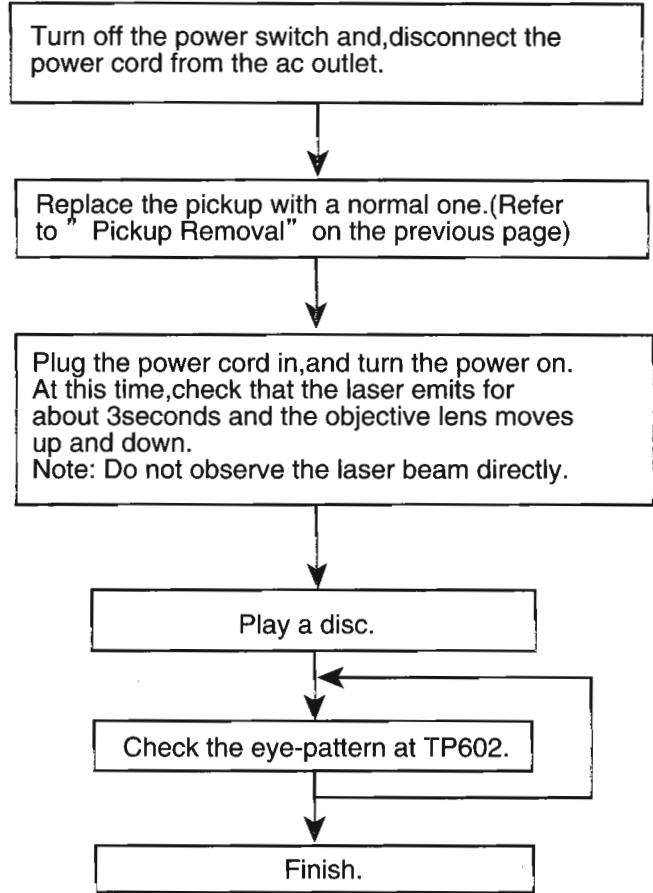 Turn off the power switch and,disconnect the
power cord from the ac outlet.
Replace the pickup with a normal one.(Refer
to ” Pickup Removal” on the previous page)
Plug the power cord in,and turn the power on.
At this time,check that the laser emits for
about 3seconds and the objective lens moves
up and down.
Note: Do not observe the laser beam directly.
Play a disc.
Check the eye-pattern at TP602.
Finish.